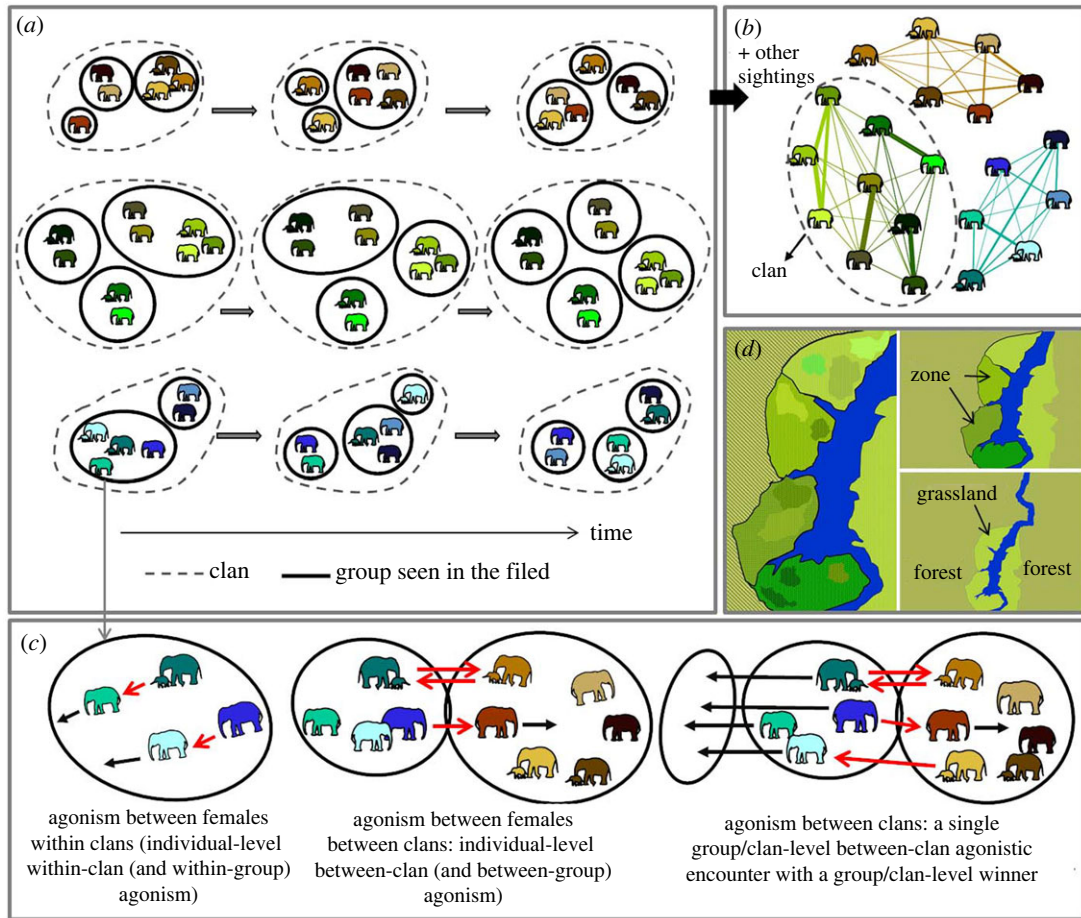 (a)
time
clan
group seen in the filed
(b)
+ other
sightings
clan
(d)
zone
grassland
forest
forest
(c)
agonism between females
within clans (individual-level
within-clan (and within-group)
agonism)
agonism between females
between clans: individual-level
between-clan (and between-group)
agonism)
agonism between clans: a single
group/clan-level between-clan agonistic
encounter with a group/clan-level winner